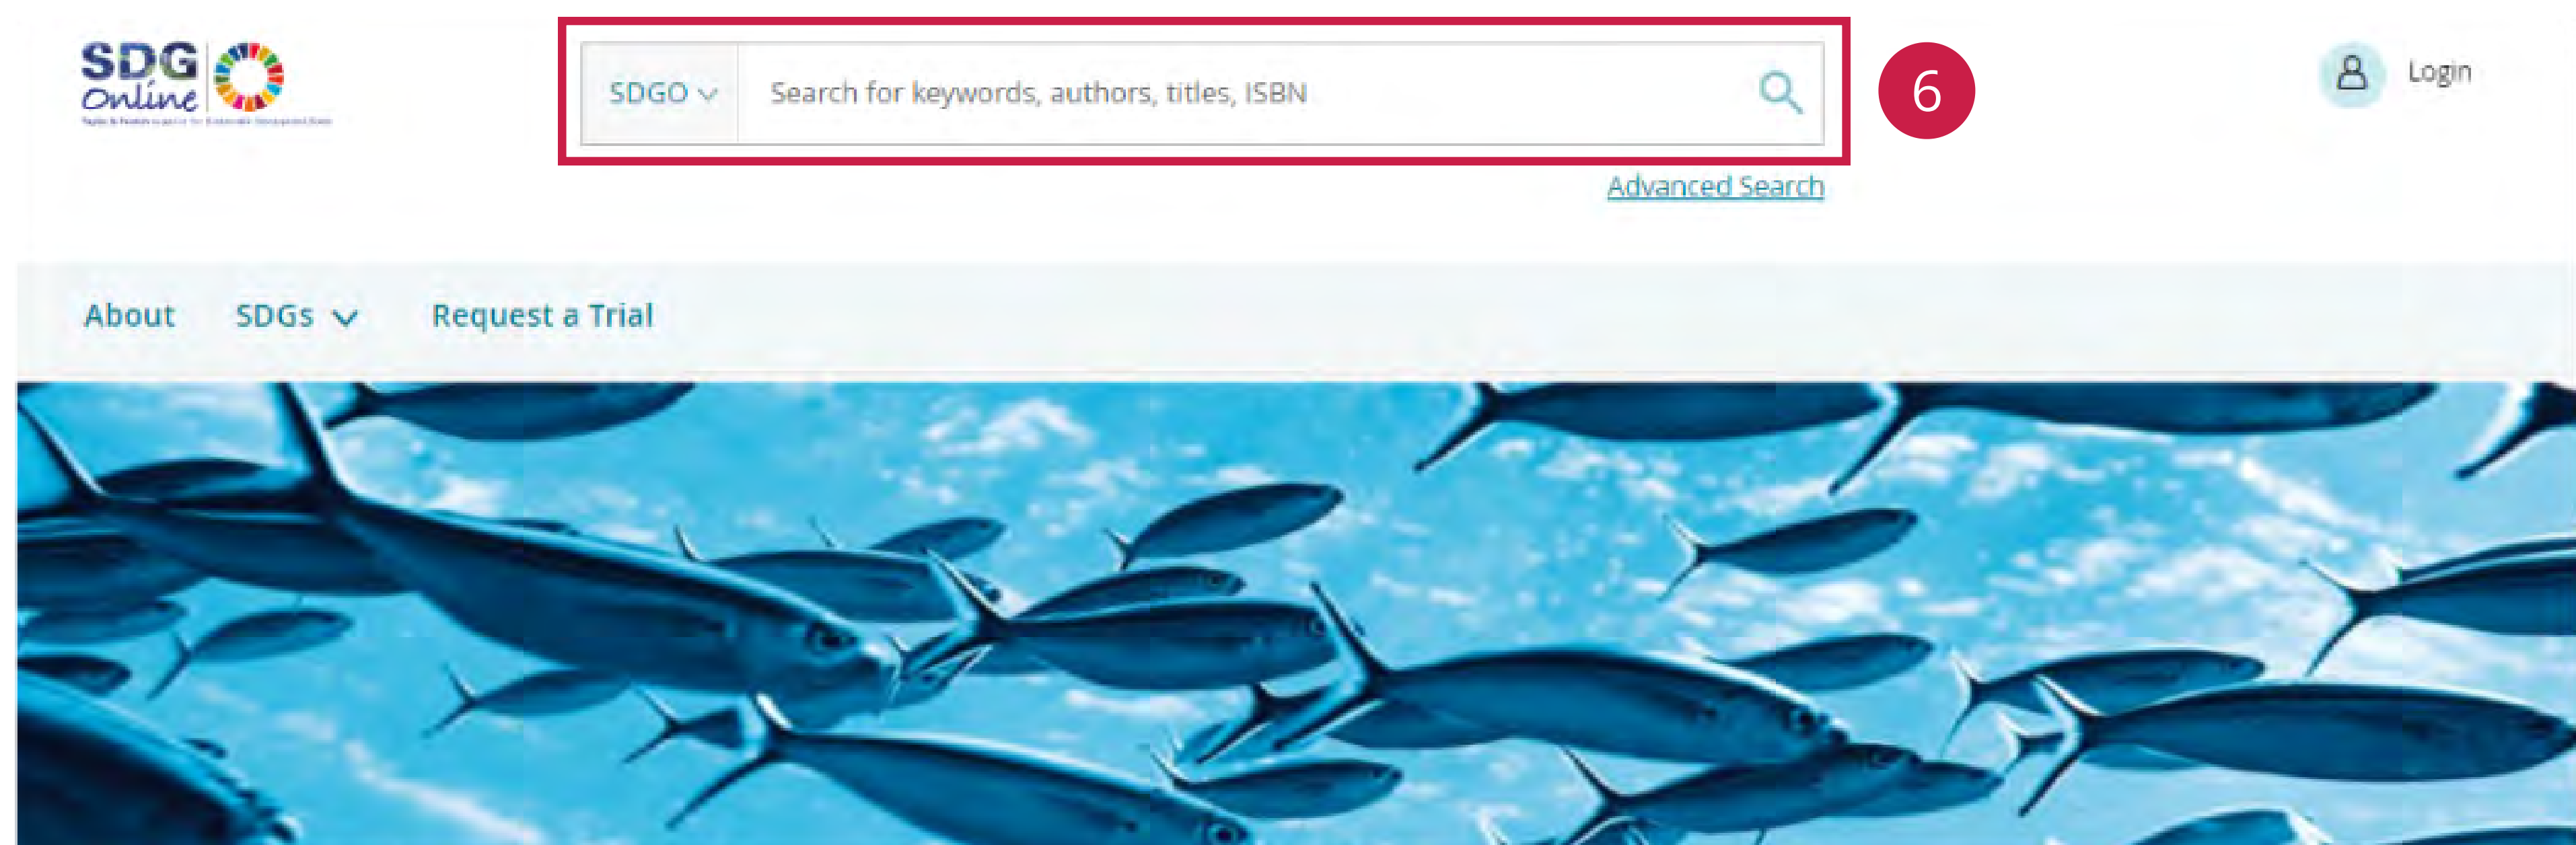 SDG
Online
SDGO
Search for keywords, authors, titles, ISBN
6
Login
Advanced Search
About
SDGs
Request a Trial